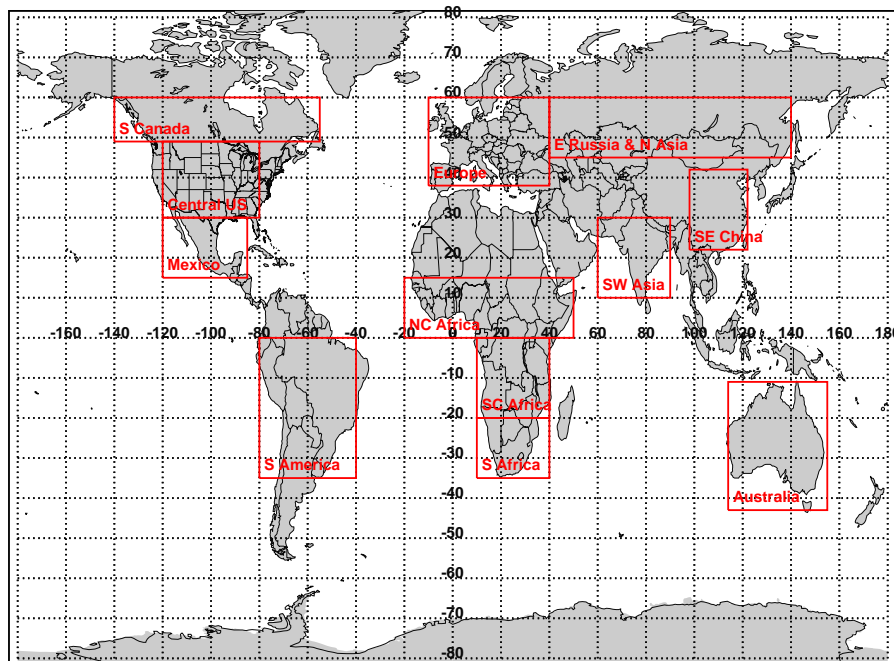 80
70
60
S Canada
50
E Russia & N Asia
Europe
40
Central US
30
SE China
20
Mexico
SW Asia
10
NC Africa
-160 -140 -120 -100 -80 -60 -40 -20 0 20 40 60 80 100 120 140 160 180
-10
SC Africa
-20
S America
S Africa
-30
Australia
-40
-50
-60
-70
-80